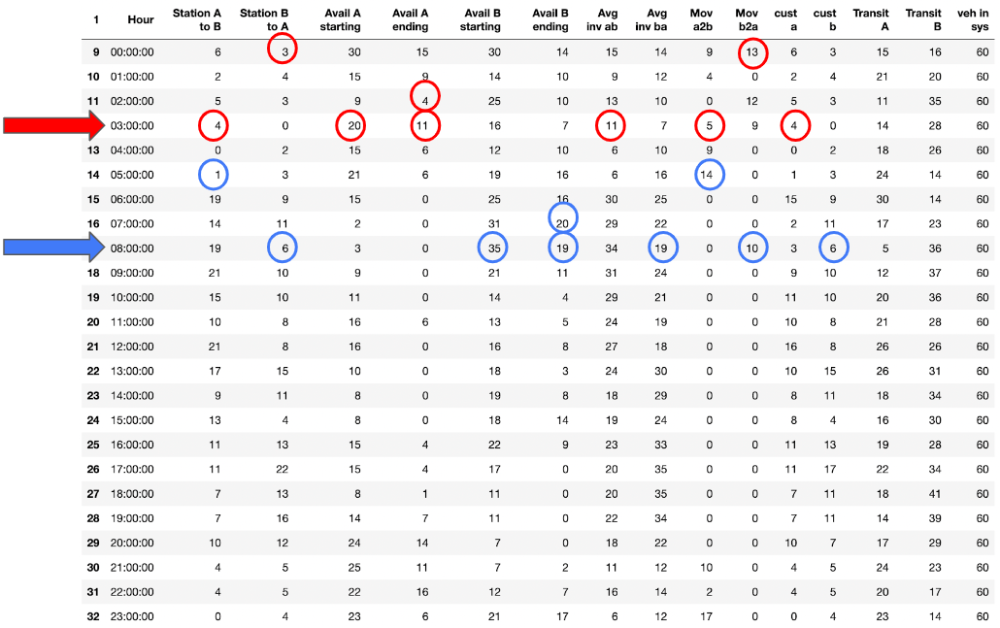 1 Hour Station A to B Station B to A Avail A starting Avail A ending Avail B starting Avail B ending Avg inv ab Avg inv ba Mov a2b Mov b2a cust a cust b Transit A Transit B veh in sys
9 00:00:00 6 3 30 15 30 14 15 16 9 13 6 3 15 16 60
10 01:00:00 2 4 15 9 14 10 9 12 4 0 2 4 21 20 60
11 02:00:00 5 3 9 4 25 10 13 10 0 12 5 3 11 35 60
03:00:00 4 0 20 11 16 7 11 7 5 9 4 0 14 28 60
13 04:00:00 0 2 15 6 12 10 6 10 9 0 0 2 18 26 60
14 05:00:00 1 3 21 6 19 16 6 16 14 0 1 3 24 14 60
15 06:00:00 19 9 15 0 25 16 30 25 0 0 15 9 30 14 60
16 07:00:00 14 11 2 0 31 20 29 22 0 0 2 11 17 23 60
08:00:00 19 6 3 0 35 19 34 19 0 10 3 6 5 36 60
18 09:00:00 21 10 9 0 21 11 31 24 0 0 9 10 12 37 60
19 10:00:00 15 10 11 0 14 4 29 21 0 0 11 10 20 36 60
20 11:00:00 10 8 16 6 13 5 24 19 0 0 10 8 21 28 60
21 12:00:00 21 8 16 0 16 8 27 18 0 0 16 8 26 26 60
22 13:00:00 17 15 10 0 18 3 24 30 0 0 10 15 26 31 60
23 14:00:00 9 11 8 0 19 8 18 29 0 0 8 11 18 34 60
24 15:00:00 13 4 8 0 18 14 19 24 0 0 8 4 16 30 60
25 16:00:00 11 13 15 4 22 9 23 33 0 0 11 13 19 28 60
26 17:00:00 11 22 15 4 17 0 20 35 0 0 11 17 22 34 60
27 18:00:00 7 13 8 1 11 0 20 35 0 0 7 11 18 41 60
28 19:00:00 7 16 14 7 11 0 22 34 0 0 7 11 14 39 60
29 20:00:00 10 12 24 14 7 0 18 22 0 0 10 7 17 29 60
30 21:00:00 4 5 25 11 7 2 11 12 10 0 4 5 24 23 60
31 22:00:00 4 5 22 16 12 7 16 14 2 0 4 5 20 17 60
32 23:00:00 0 4 23 6 21 17 6 12 17 0 0 4 23 14 60